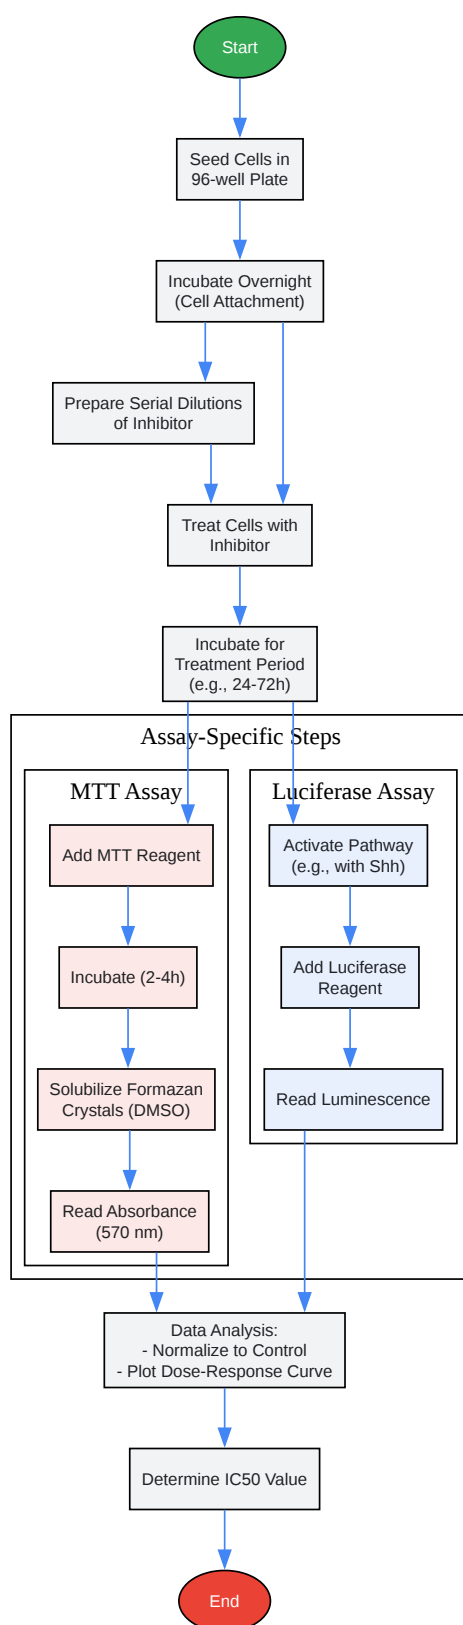 Start
Seed Cells in
96-well Plate
Incubate Overnight
(Cell Attachment)
Prepare Serial Dilutions
of Inhibitor
Treat Cells with
Inhibitor
Incubate for
Treatment Period
(e.g., 24-72h)
Assay-Specific Steps
MTT Assay
Add MTT Reagent
Incubate (2-4h)
Solubilize Formazan
Crystals (DMSO)
Read Absorbance
(570 nm)
Luciferase Assay
Activate Pathway
(e.g., with Shh)
Add Luciferase
Reagent
Read Luminescence
Data Analysis:
- Normalize to Control
- Plot Dose-Response Curve
Determine IC50 Value
End